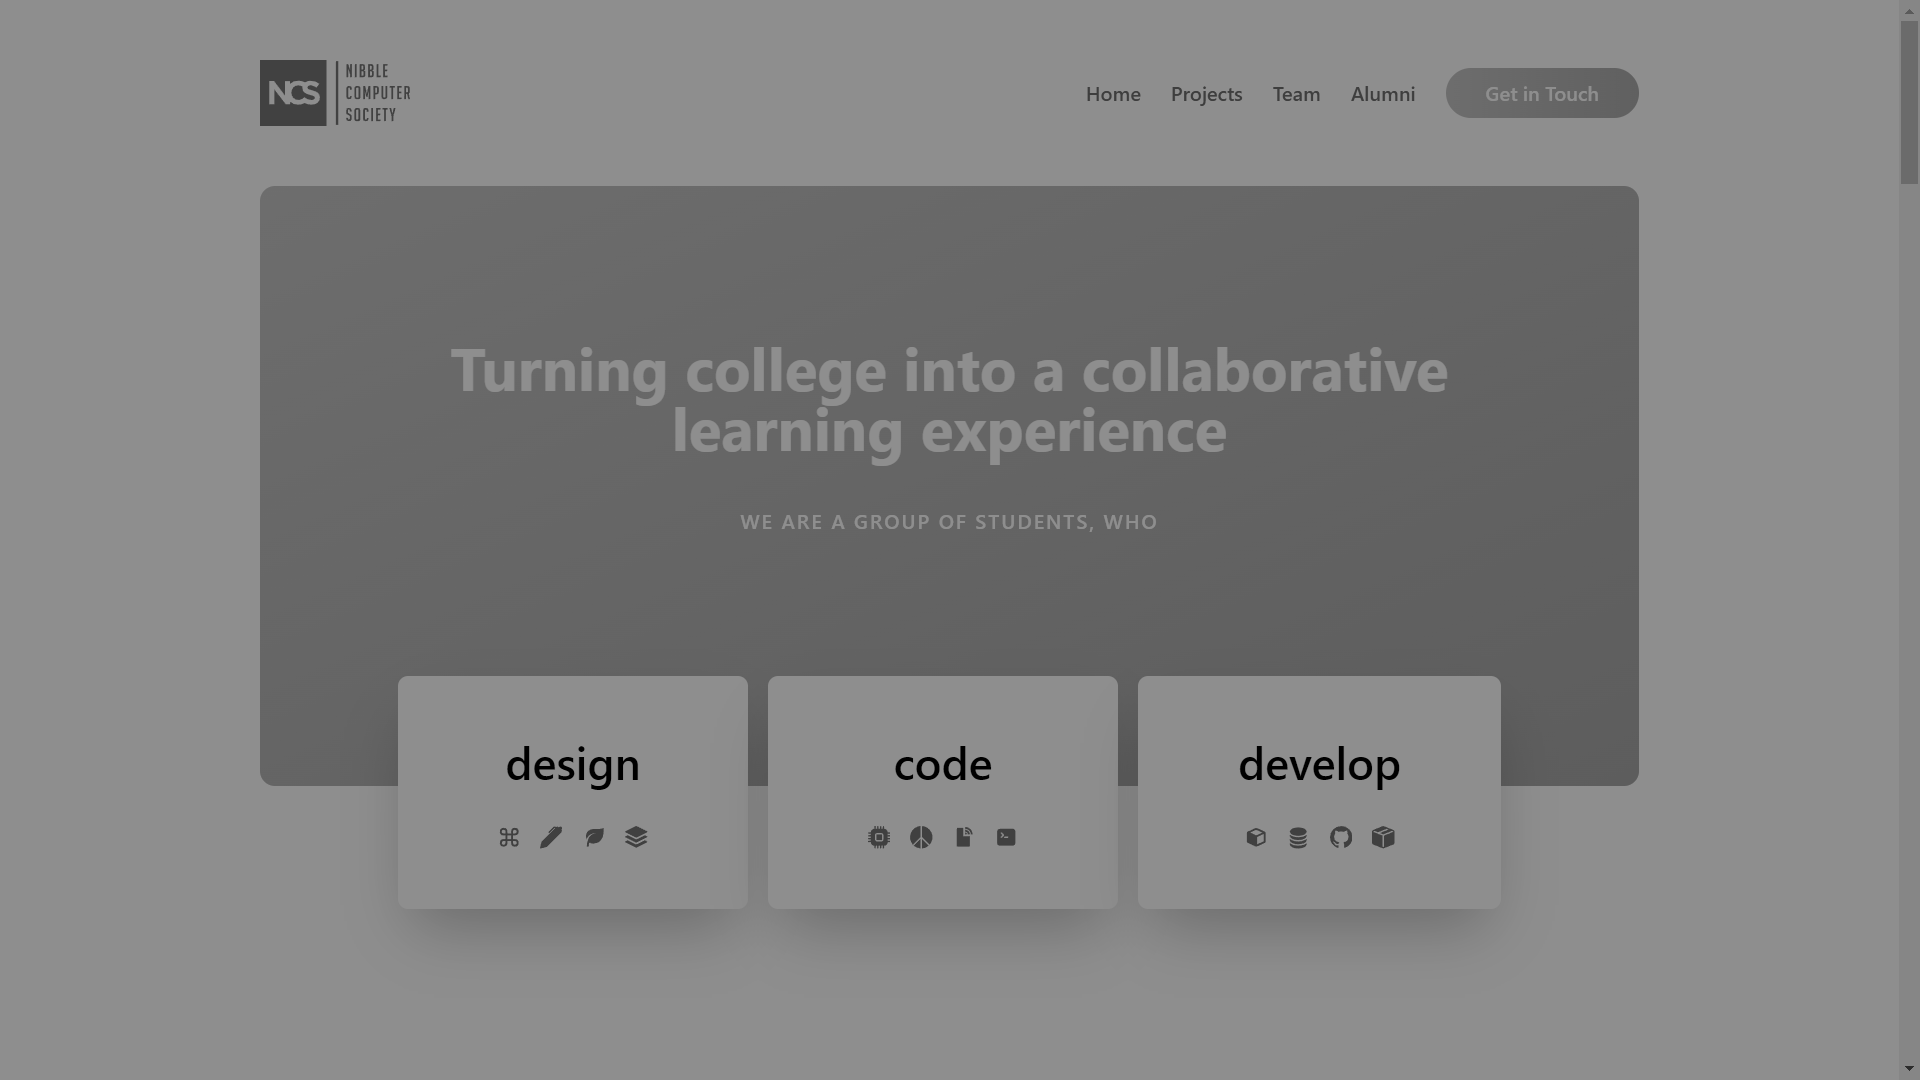 NCS
NIBBLE
COMPUTER
SOCIETY
Home Projects Team Alumni Get in Touch
Turning college into a collaborative
learning experience
WE ARE A GROUP OF STUDENTS, WHO
design code develop